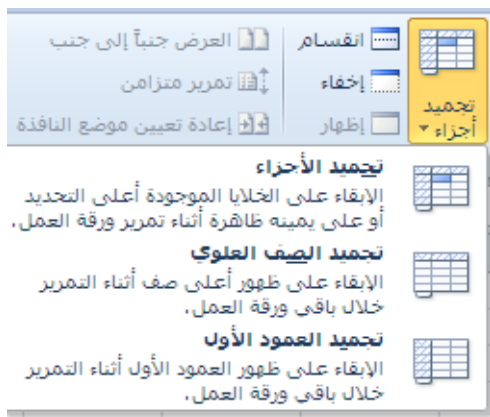 تجميد
أجزاء
انقسام
إخفاء
إظهار
العرض جنباً إلى جنب
تمرير متزامن
إعادة تعيين موضع النافذة
تجميد الأجزاء
الإبقاء على الخلايا الموجودة أعلى التحديد
أو على يمينه ظاهرة أثناء تمرير ورقة العمل.
تجميد الصف العلوي
الإبقاء على ظهور أعلى صف أثناء التمرير
خلال باقي ورقة العمل.
تجميد العمود الأول
الإبقاء على ظهور العمود الأول أثناء التمرير
خلال باقي ورقة العمل.